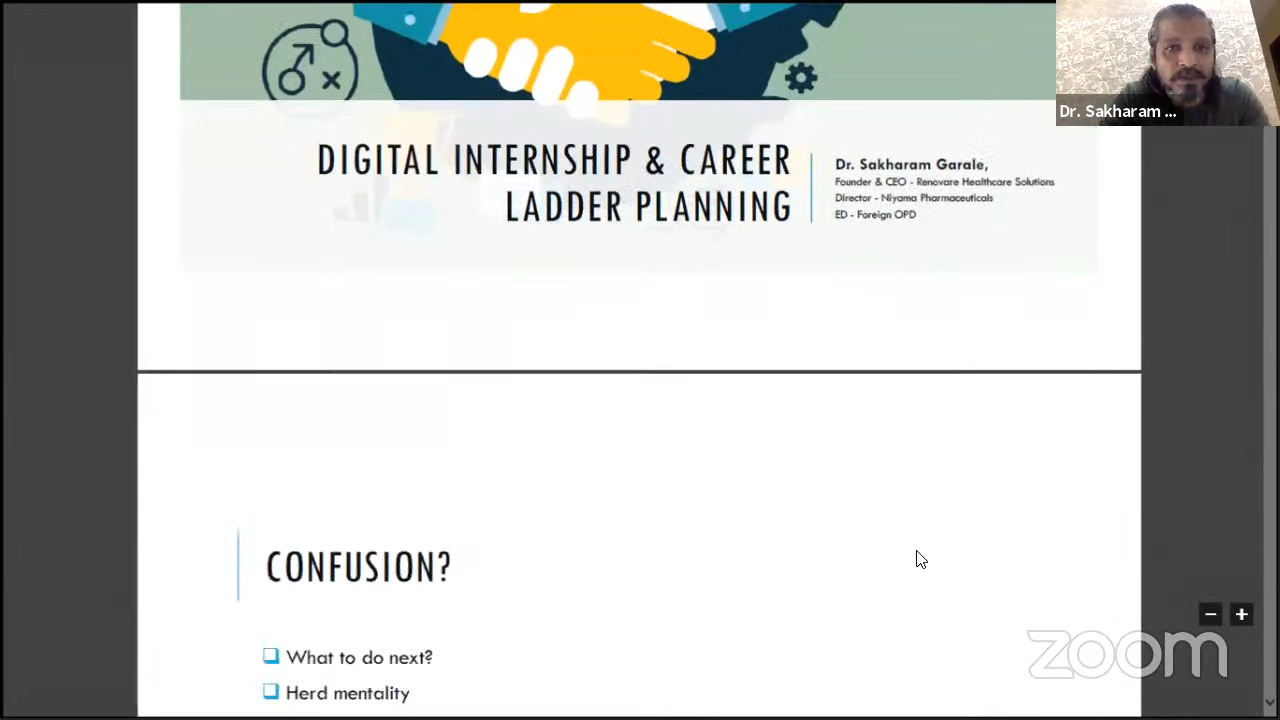 Dr. Sakharam ...
DIGITAL INTERNSHIP & CAREER
LADDER PLANNING
Dr. Sakharam Garale,
Founder & CEO - Renovare Healthcare Solutions
Director - Niyama Pharmaceuticals
ED - Foreign OPD
CONFUSION?
What to do next?
Herd mentality
zoom